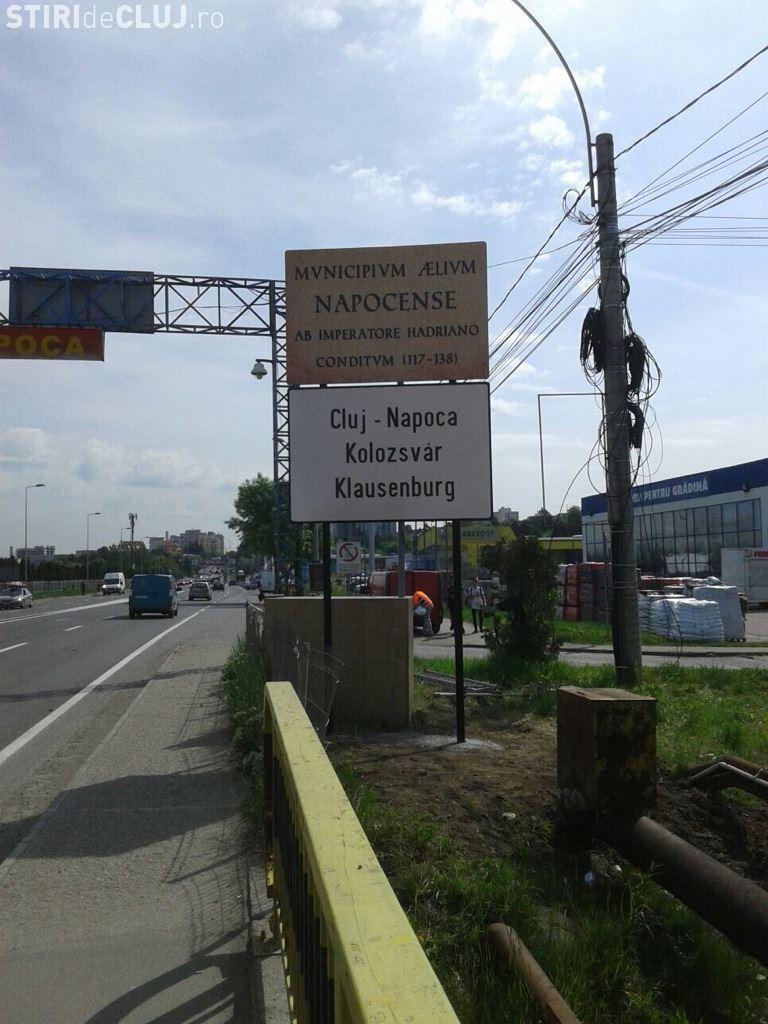 STIRIdeCLUJ.ro
MVNICIPIVM ÆLIVM
NAPOCENSE
AB IMPERATORE HADRIANO
CONDITVM (117-138)
POCA
Cluj - Napoca
Kolozsvár
Klausenburg
PENTRU GRĂDINĂ